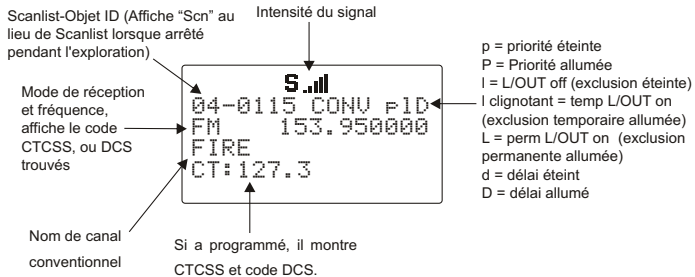 Scanlist-Objet ID (Affiche “Scn” au
lieu de Scanlist lorsque arrêté
pendant l'exploration)
Intensité du signal
Mode de réception
et fréquence,
affiche le code
CTCSS, ou DCS
trouvés
S
04-0115 CONV plD
FM 153.950000
FIRE
CT:127.3
p = priorité éteinte
P = Priorité allumée
l = L/OUT off (exclusion éteinte)
l clignotant = temp L/OUT on
(exclusion temporaire allumée)
L = perm L/OUT on (exclusion
permanente allumée)
d = délai éteint
D = délai allumé
Nom de canal
conventionnel
Si a programmé, il montre
CTCSS et code DCS.